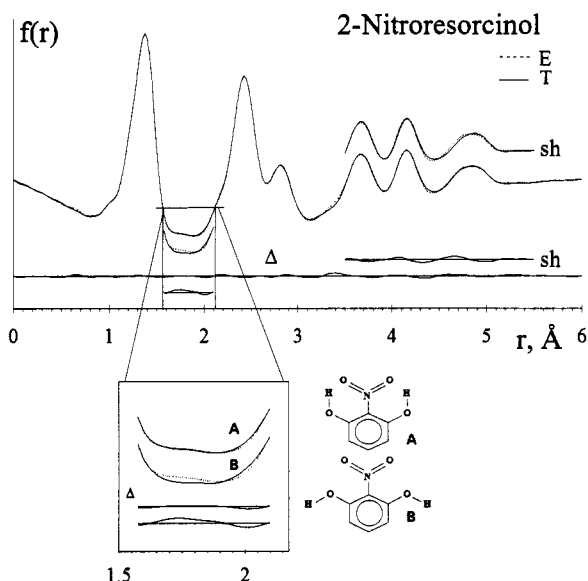 f(r)
2-Nitroresorcinol
E
T
sh
Δ
sh
0 1 2 3 4 5 6
r, Å
A
B
Δ
1.5 2
H O O H
N
O O
A
O O
N
H O O H
B